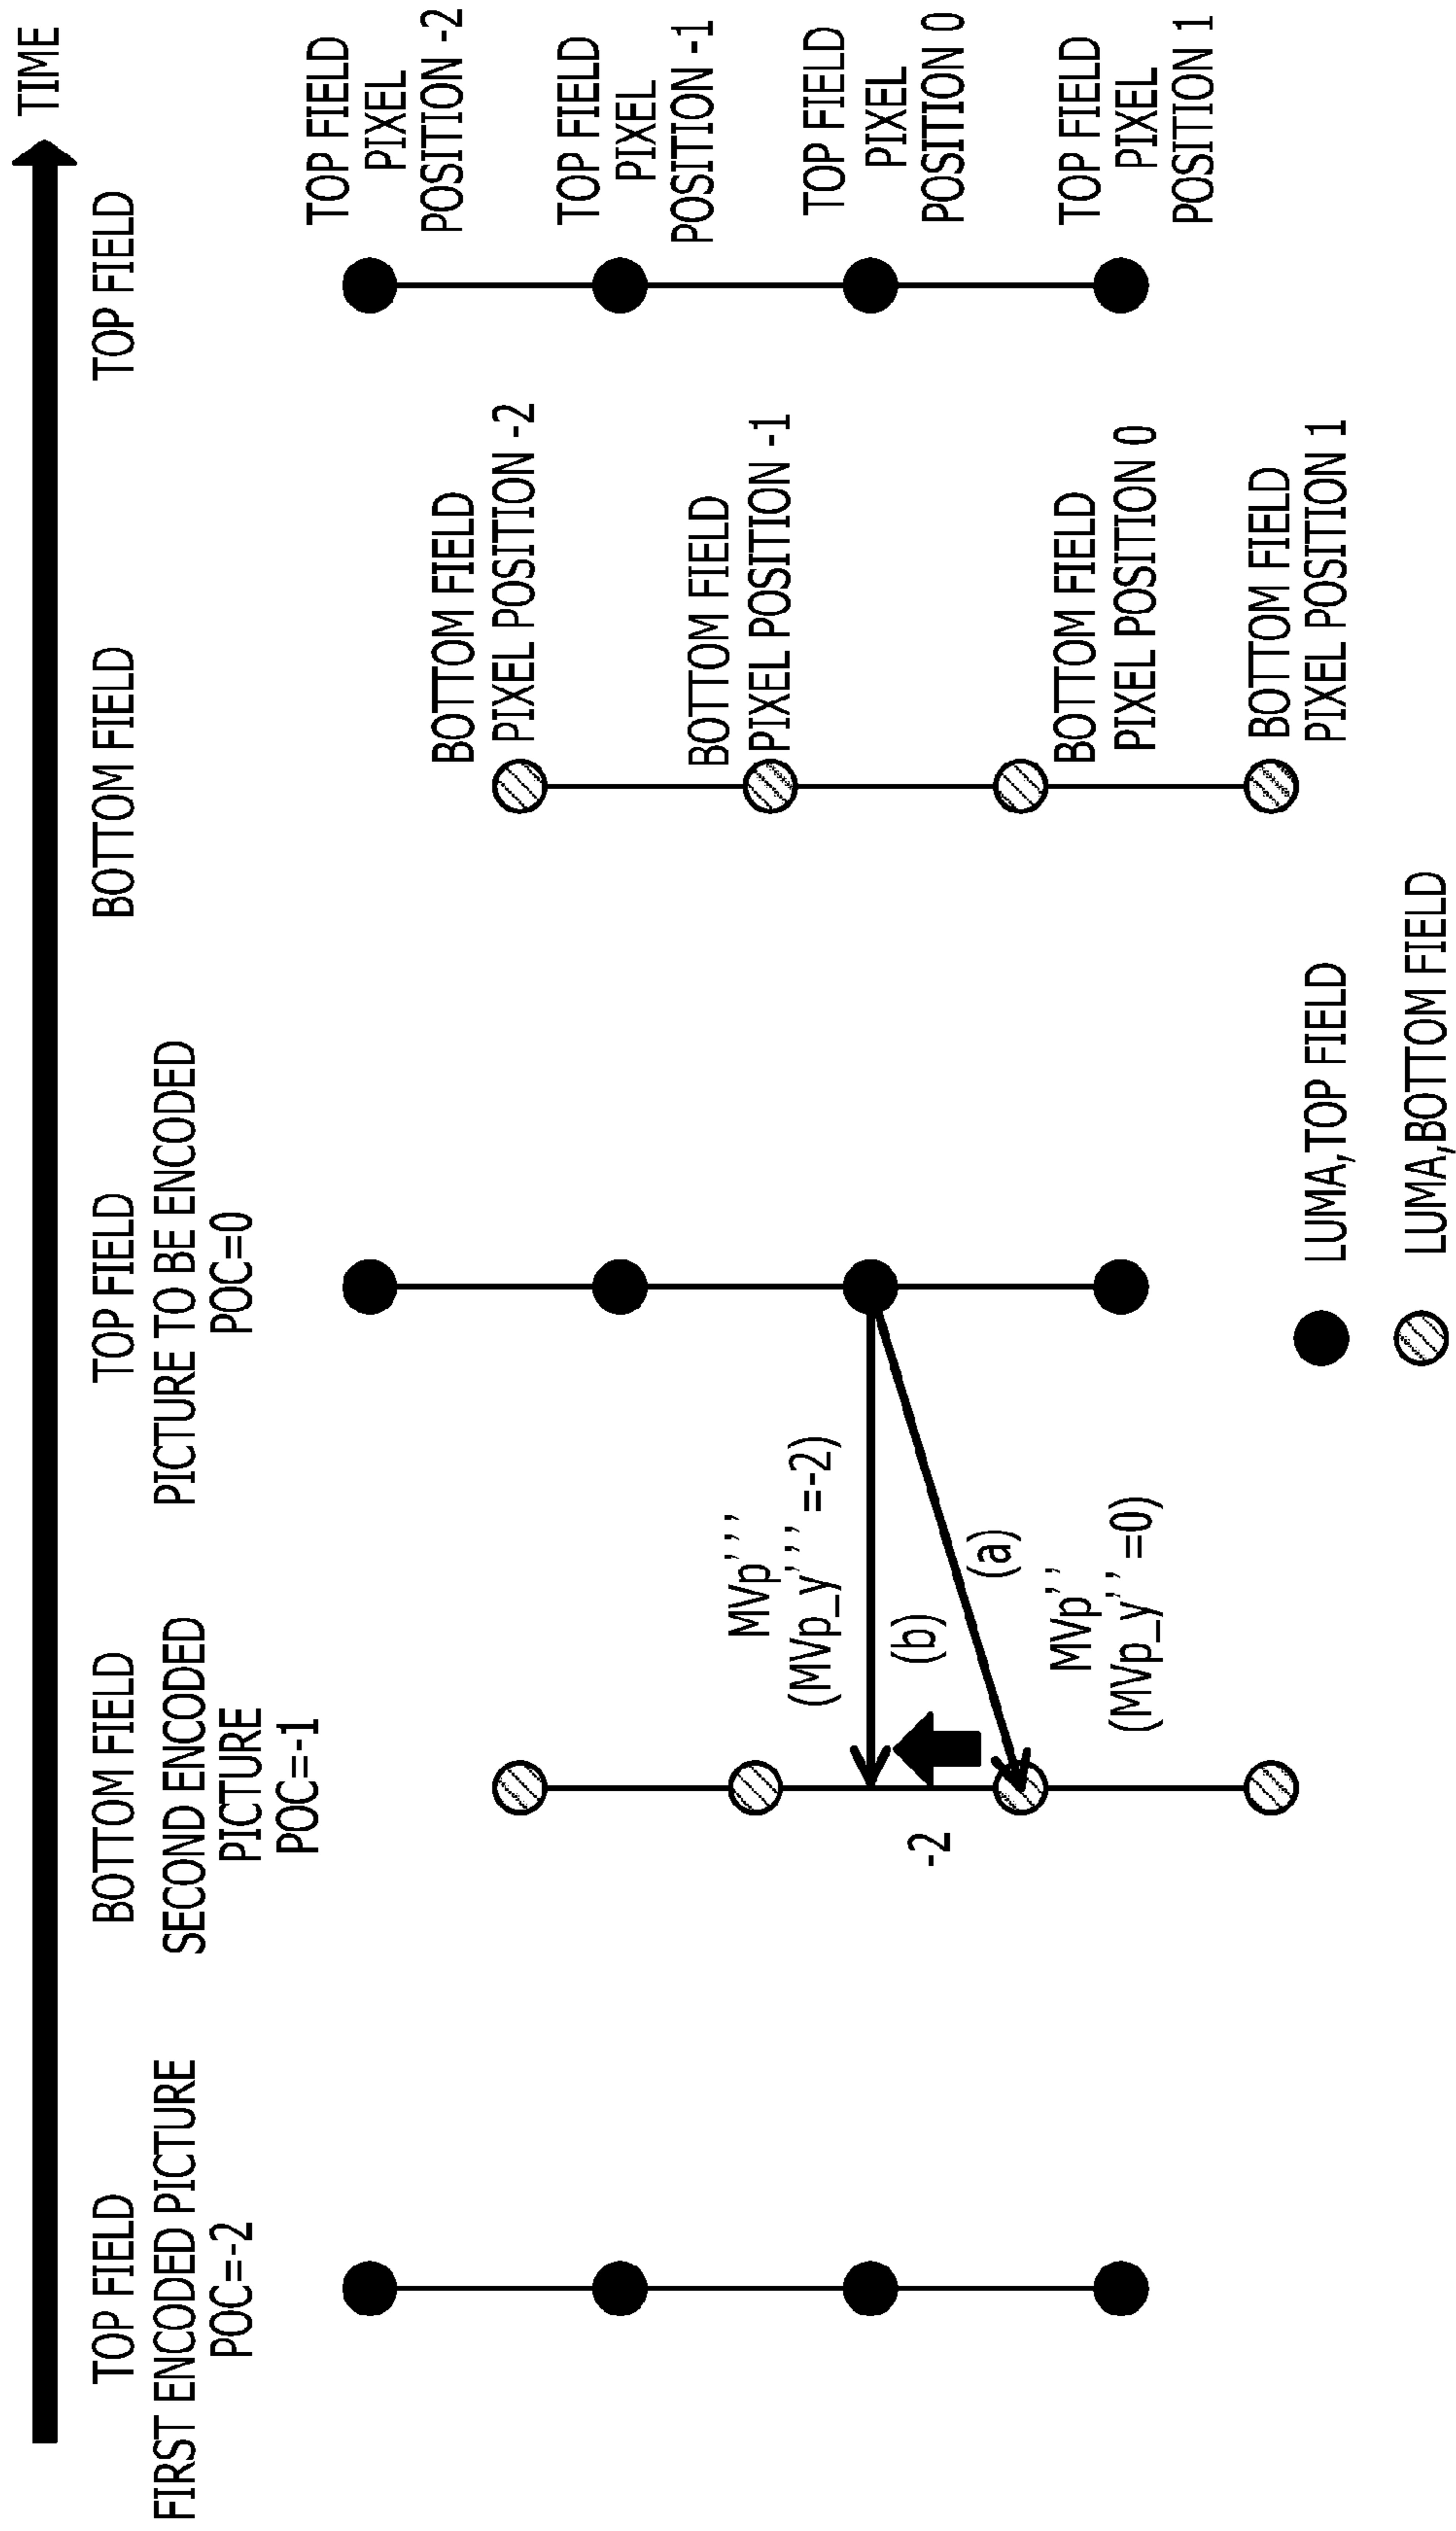 TIME
TOP FIELD
FIRST ENCODED PICTURE
POC=-2
BOTTOM FIELD
SECOND ENCODED
PICTURE
POC=-1
TOP FIELD
PICTURE TO BE ENCODED
POC=0
BOTTOM FIELD
TOP FIELD
TOP FIELD
PIXEL
POSITION -2
TOP FIELD
PIXEL
POSITION -1
TOP FIELD
PIXEL
POSITION 0
TOP FIELD
PIXEL
POSITION 1
BOTTOM FIELD
PIXEL POSITION -2
BOTTOM FIELD
PIXEL POSITION -1
BOTTOM FIELD
PIXEL POSITION 0
BOTTOM FIELD
PIXEL POSITION 1
MVp'''
(MVp_y'''=-2)
(b)
-2
(a)
MVp''
(MVp_y''=0)
LUMA,TOP FIELD
LUMA,BOTTOM FIELD